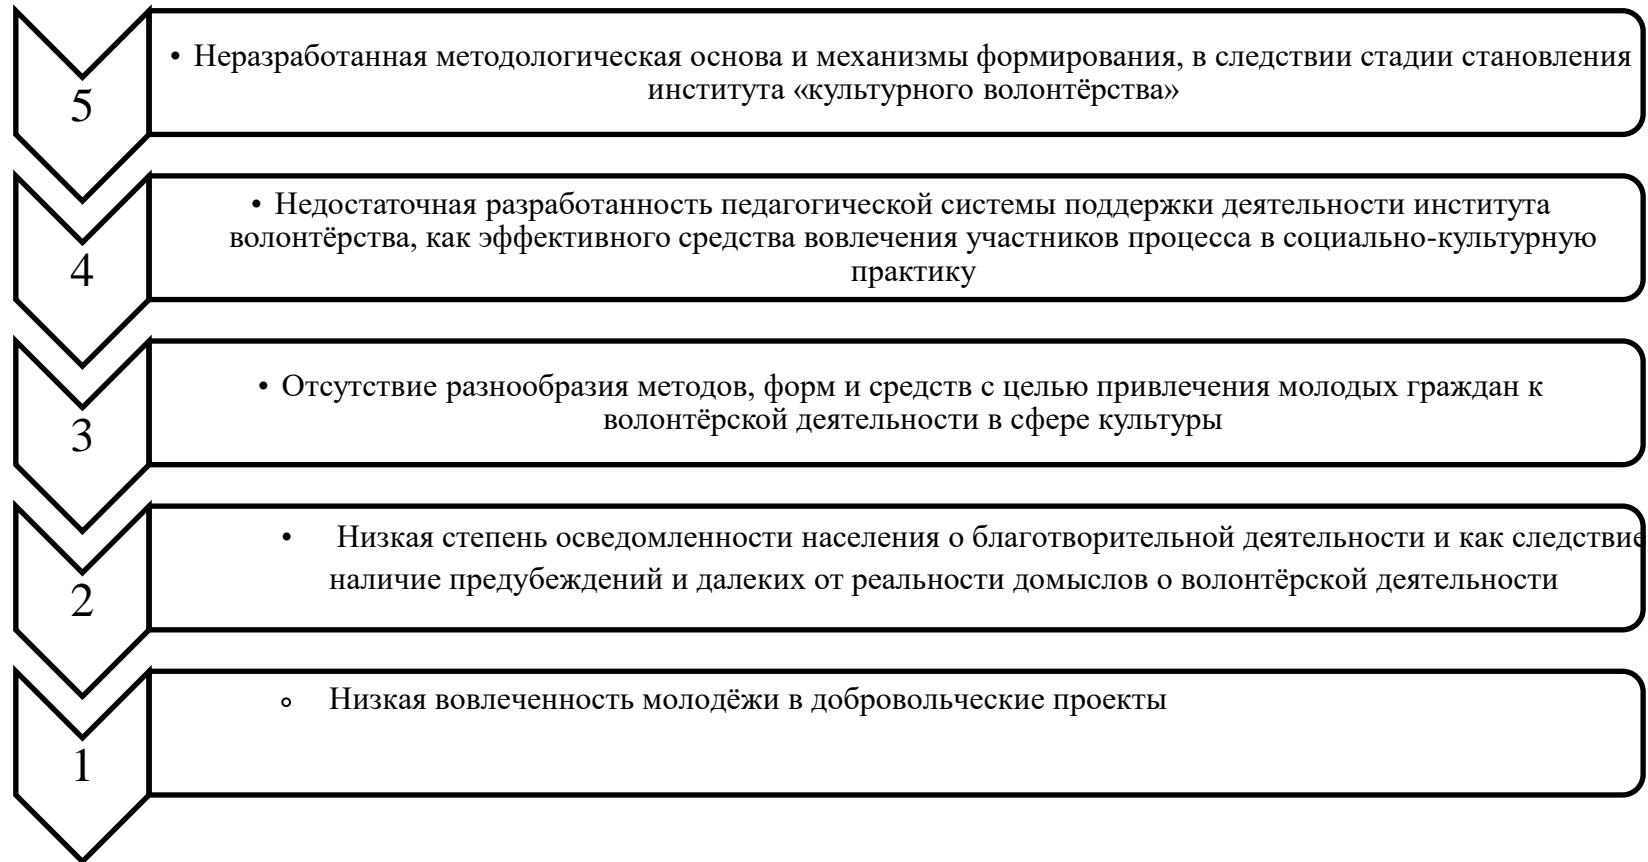 5
• Неразработанная методологическая основа и механизмы формирования, в следствии стадии становления
института «культурного волонтёрства»
4
• Недостаточная разработанность педагогической системы поддержки деятельности института
волонтёрства, как эффективного средства вовлечения участников процесса в социально-культурную
практику
3
• Отсутствие разнообразия методов, форм и средств с целью привлечения молодых граждан к
волонтёрской деятельности в сфере культуры
2
• Низкая степень осведомленности населения о благотворительной деятельности и как следствие
наличие предубеждений и далеких от реальности домыслов о волонтёрской деятельности
1
◦ Низкая вовлеченность молодёжи в добровольческие проекты